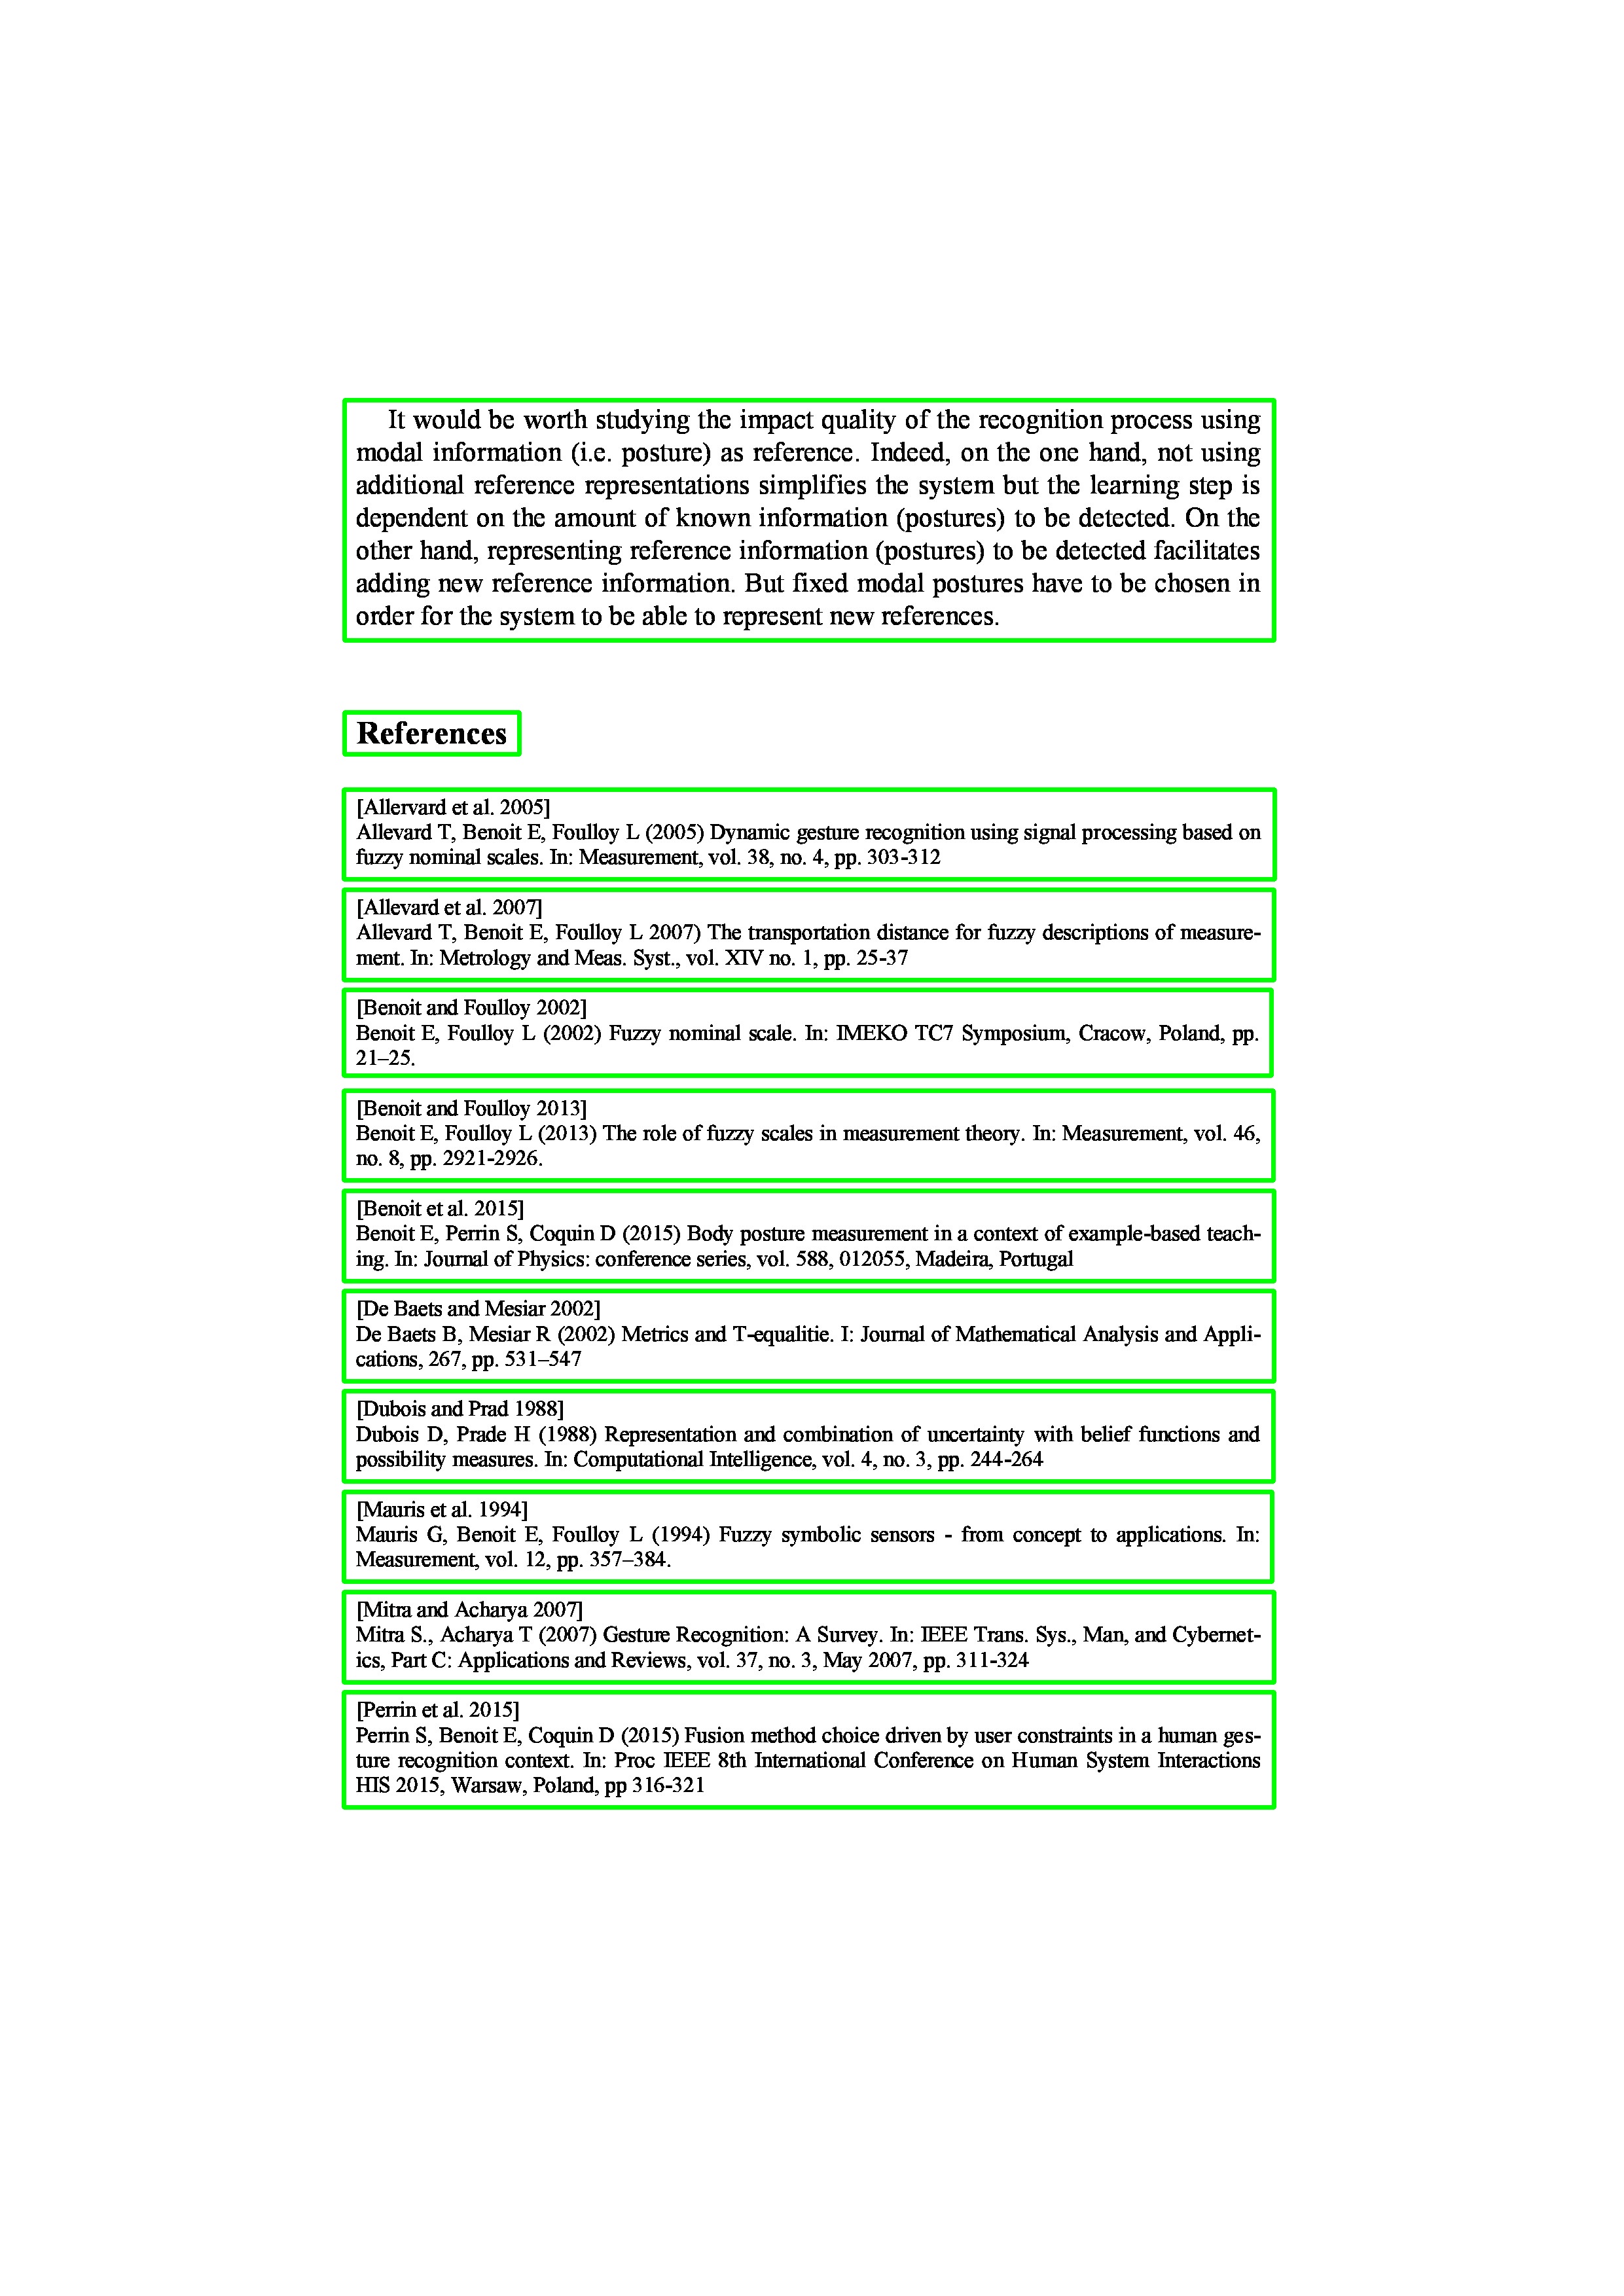 It would be worth studying the impact quality of the recognition process using
modal information (i.e. posture) as reference. Indeed, on the one hand, not using
additional reference representations simplifies the system but the learning step is
dependent on the amount of known information (postures) to be detected. On the
other hand, representing reference information (postures) to be detected facilitates
adding new reference information. But fixed modal postures have to be chosen in
order for the system to be able to represent new references.
References
[Allervard et al. 2005]
Allevard T, Benoit E, Foulloy L (2005) Dynamic gesture recognition using signal processing based on
fuzzy nominal scales. In: Measurement, vol. 38, no. 4, pp. 303-312
[Allevard et al. 2007]
Allevard T, Benoit E, Foulloy L 2007) The transportation distance for fuzzy descriptions of measure-
ment. In: Metrology and Meas. Syst., vol. XIV no. 1, pp. 25-37
[Benoit and Foulloy 2002]
Benoit E, Foulloy L (2002) Fuzzy nominal scale. In: IMEKO TC7 Symposium, Cracow, Poland, pp.
21–25.
[Benoit and Foulloy 2013]
Benoit E, Foulloy L (2013) The role of fuzzy scales in measurement theory. In: Measurement, vol. 46,
no. 8, pp. 2921-2926.
[Benoit et al. 2015]
Benoit E, Perrin S, Coquin D (2015) Body posture measurement in a context of example-based teach-
ing. In: Journal of Physics: conference series, vol. 588, 012055, Madeira, Portugal
[De Baets and Mesiar 2002]
De Baets B, Mesiar R (2002) Metrics and T-equalitie. I: Journal of Mathematical Analysis and Appli-
cations, 267, pp. 531–547
[Dubois and Prad 1988]
Dubois D, Prade H (1988) Representation and combination of uncertainty with belief functions and
possibility measures. In: Computational Intelligence, vol. 4, no. 3, pp. 244-264
[Mauris et al. 1994]
Mauris G, Benoit E, Foulloy L (1994) Fuzzy symbolic sensors - from concept to applications. In:
Measurement, vol. 12, pp. 357–384.
[Mitra and Acharya 2007]
Mitra S., Acharya T (2007) Gesture Recognition: A Survey. In: IEEE Trans. Sys., Man, and Cybernet-
ics, Part C: Applications and Reviews, vol. 37, no. 3, May 2007, pp. 311-324
[Perrin et al. 2015]
Perrin S, Benoit E, Coquin D (2015) Fusion method choice driven by user constraints in a human ges-
ture recognition context. In: Proc IEEE 8th International Conference on Human System Interactions
HIS 2015, Warsaw, Poland, pp 316-321